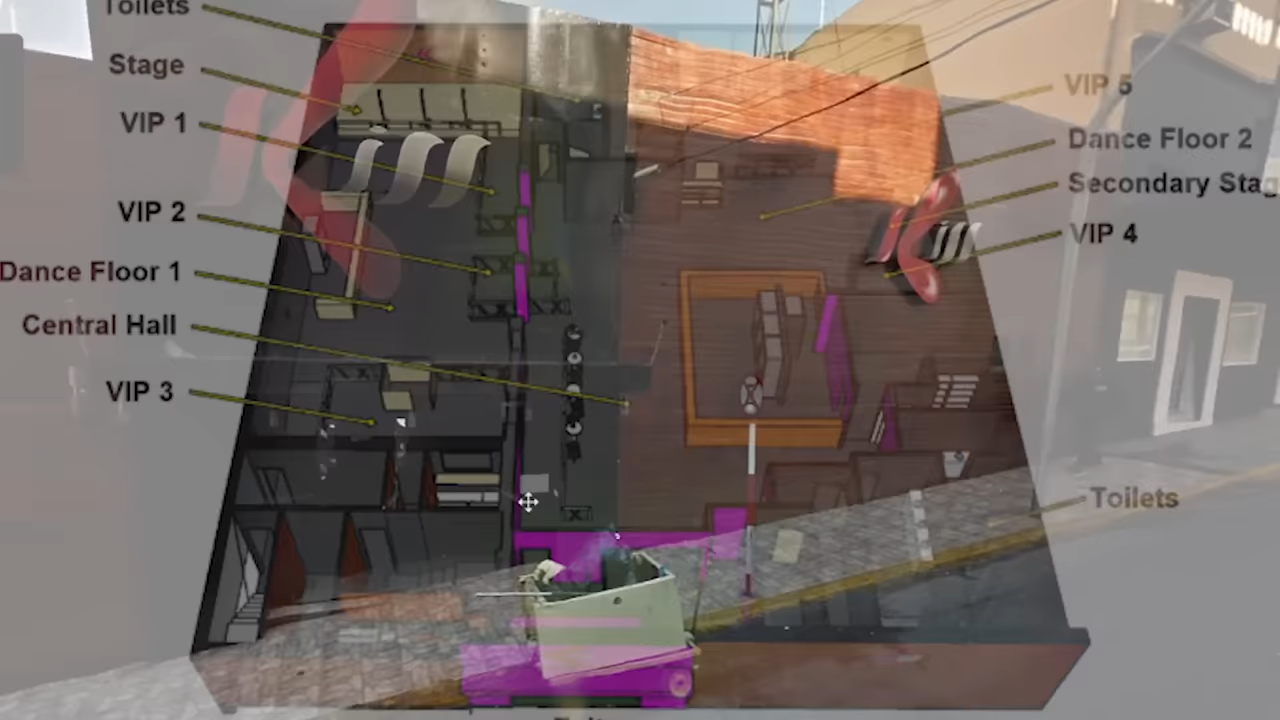 Toilets
Stage
VIP 1
VIP 2
Dance Floor 1
Central Hall
VIP 3
VIP 5
Dance Floor 2
Secondary Stag
VIP 4
Toilets